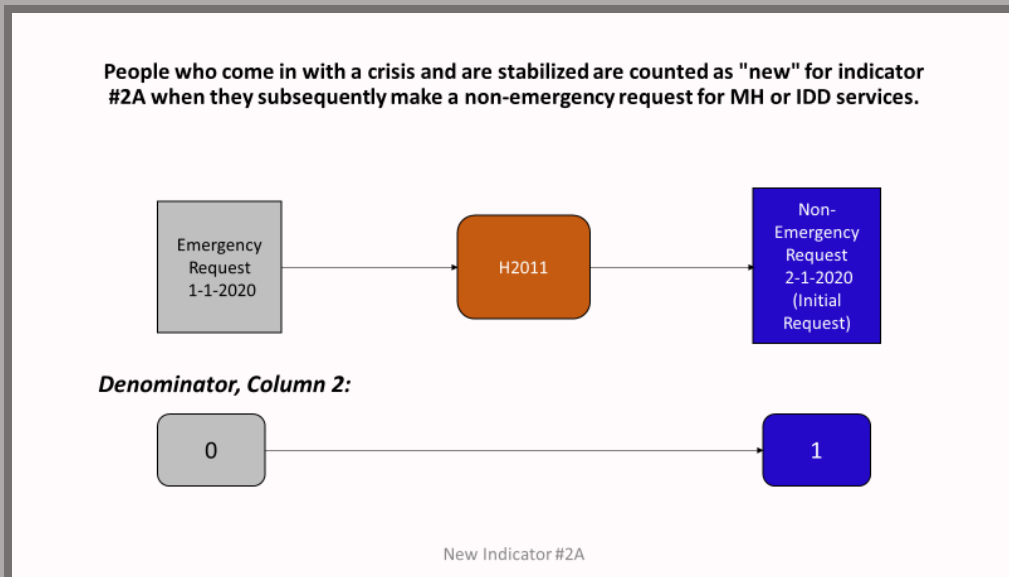 People who come in with a crisis and are stabilized are counted as "new" for indicator
#2A when they subsequently make a non-emergency request for MH or IDD services.
Emergency
Request
1-1-2020
H2011
Non-
Emergency
Request
2-1-2020
(Initial
Request)
Denominator, Column 2:
0
1
New Indicator #2A